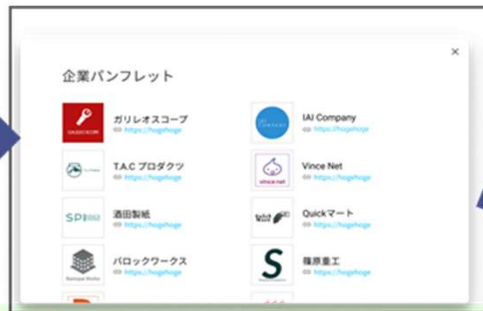 ×
企業パンフレット
ガリレオスコープ
https://hogehoge
IAI Company
https://hogehoge
T.A.C プロダクツ
https://hogehoge
Vince Net
https://hogehoge
vince net
SPI
酒田製紙
https://hogehoge
Quickマート
https://hogehoge
バロックワークス
https://hogehoge
S
篠原重工
https://hogehoge